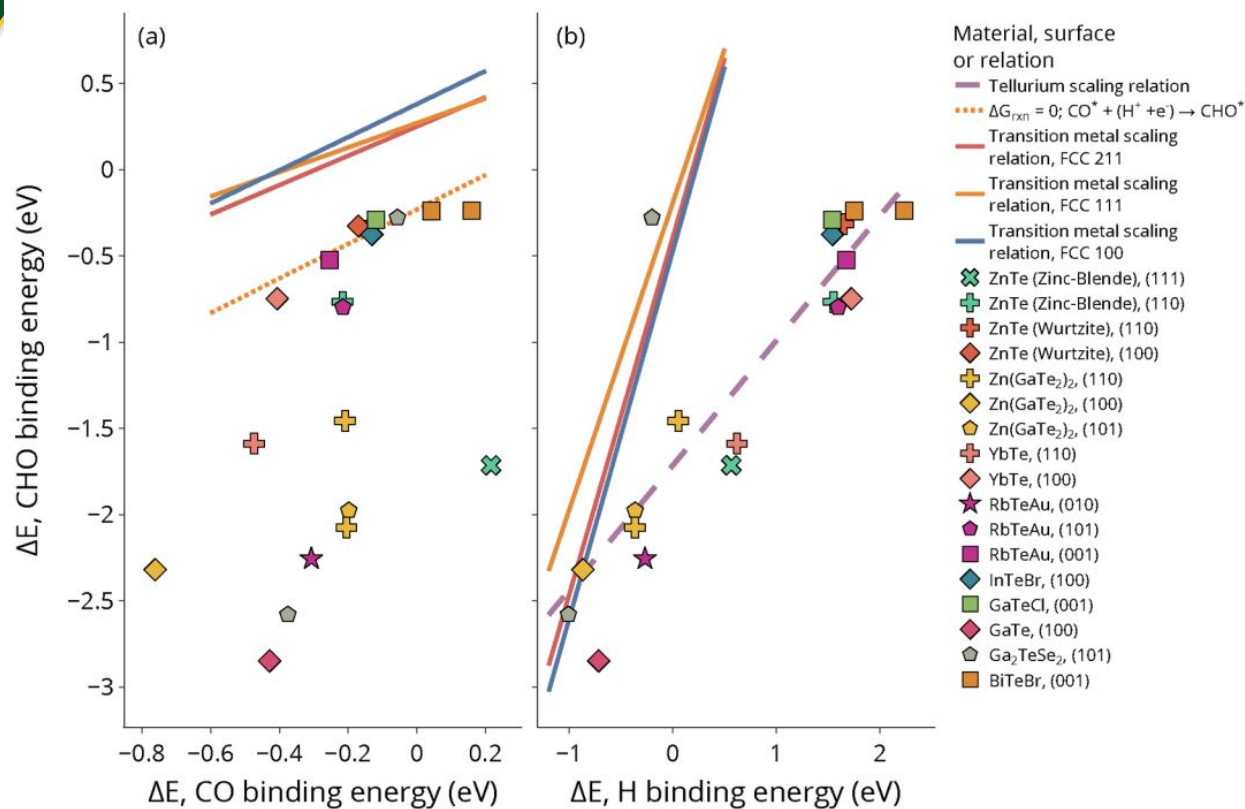 (a)
(b)
0.5
0
−0.5
−1
−1.5
−2
−2.5
−3
ΔE, CHO binding energy (eV)
−0.8 −0.6 −0.4 −0.2 0 0.2
ΔE, CO binding energy (eV)
−1 0 1 2
ΔE, H binding energy (eV)
Material, surface
or relation
Tellurium scaling relation
ΔG_rxn = 0; CO* + (H⁺ +e⁻) → CHO*
Transition metal scaling
relation, FCC 211
Transition metal scaling
relation, FCC 111
Transition metal scaling
relation, FCC 100
ZnTe (Zinc-Blende), (111)
ZnTe (Zinc-Blende), (110)
ZnTe (Wurtzite), (110)
ZnTe (Wurtzite), (100)
Zn(GaTe₂)₂, (110)
Zn(GaTe₂)₂, (100)
Zn(GaTe₂)₂, (101)
YbTe, (110)
YbTe, (100)
RbTeAu, (010)
RbTeAu, (101)
RbTeAu, (001)
InTeBr, (100)
GaTeCl, (001)
GaTe, (100)
Ga₂TeSe₂, (101)
BiTeBr, (001)